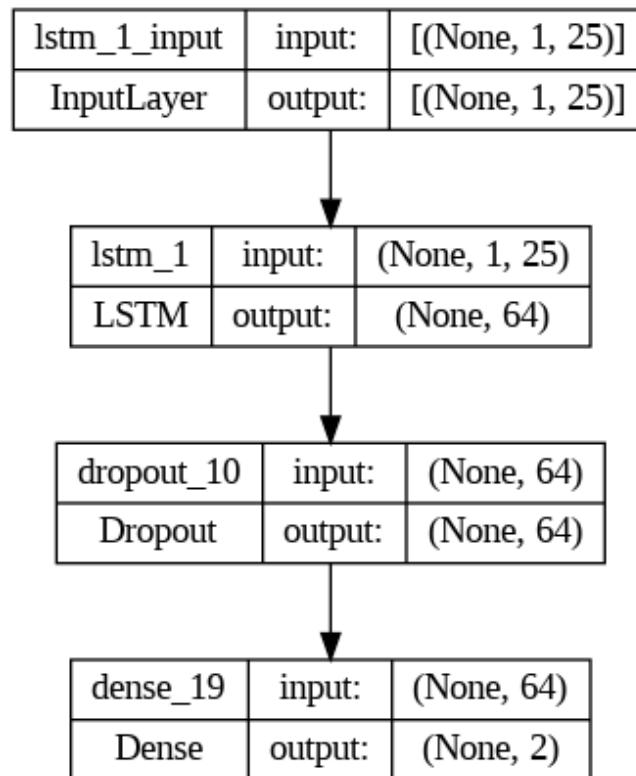 lstm_1_input input: [(None, 1, 25)]
InputLayer output: [(None, 1, 25)]
lstm_1 input: (None, 1, 25)
LSTM output: (None, 64)
dropout_10 input: (None, 64)
Dropout output: (None, 64)
dense_19 input: (None, 64)
Dense output: (None, 2)